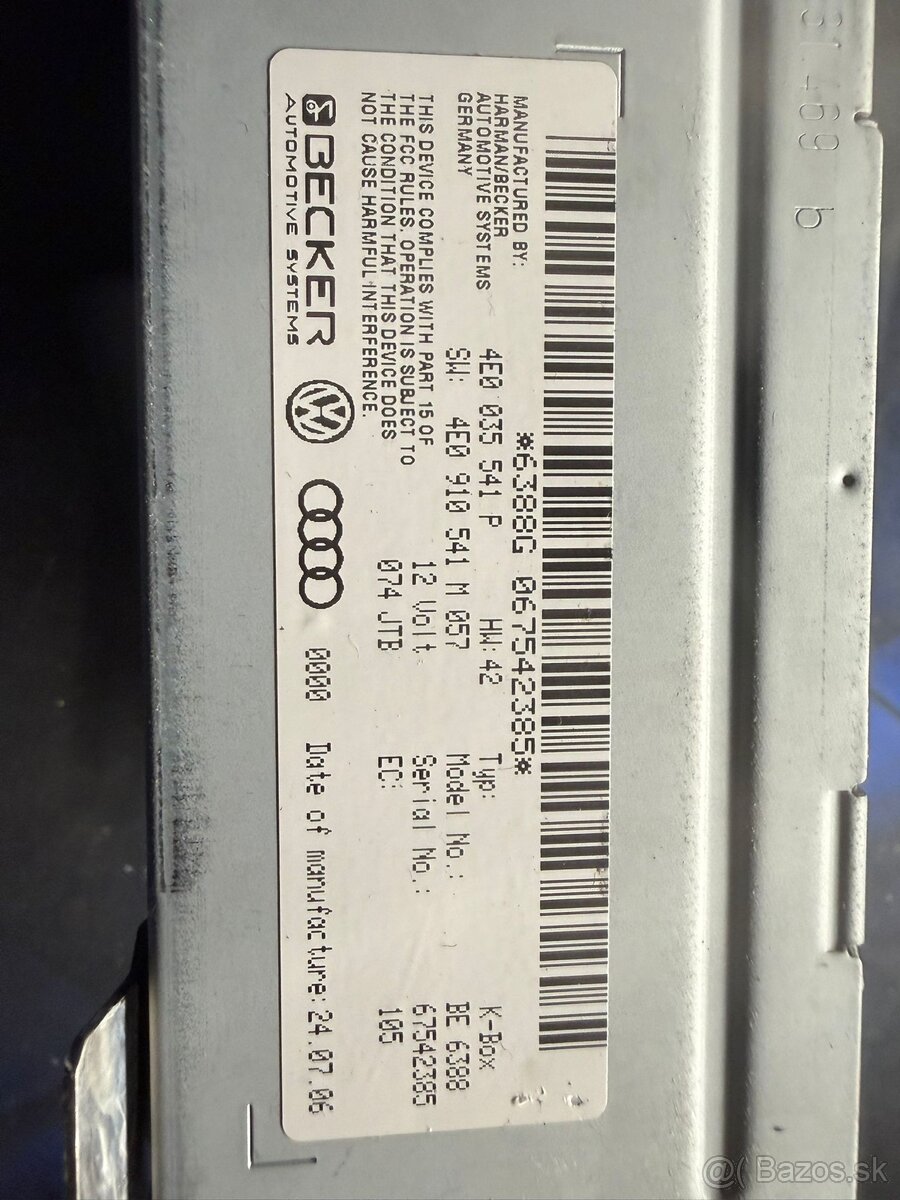 *6388G 067542385*
MANUFACTURED BY:
HARMAN/BECKER
AUTOMOTIVE SYSTEMS
GERMANY
4E0 035 541 P HW: 42
SW: 4E0 910 541 M 057
12 Volt
074 JTB
Typ: K-Box
Model No.: BE 6388
Serial No.: 67542385
EC: 105
THIS DEVICE COMPLIES WITH PART 15 OF
THE FCC RULES. OPERATION IS SUBJECT TO
THE CONDITION THAT THIS DEVICE DOES
NOT CAUSE HARMFUL INTERFERENCE.
BECKER
AUTOMOTIVE SYSTEMS
0000 Date of manufacture: 24.07.06
Bazos.sk